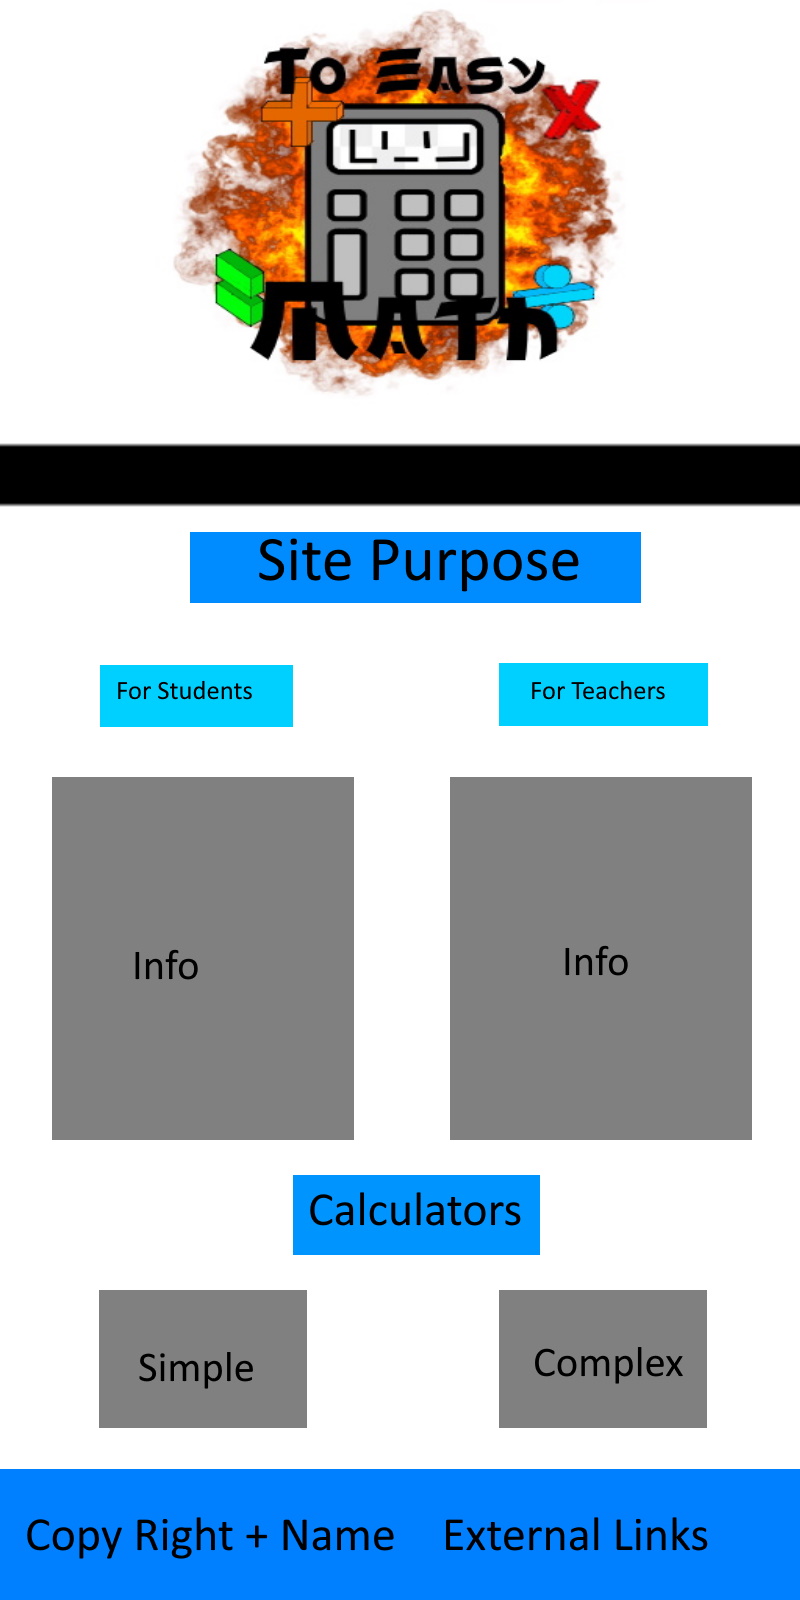 To Easy
Math
Site Purpose
For Students
For Teachers
Info
Info
Calculators
Simple
Complex
Copy Right + Name
External Links